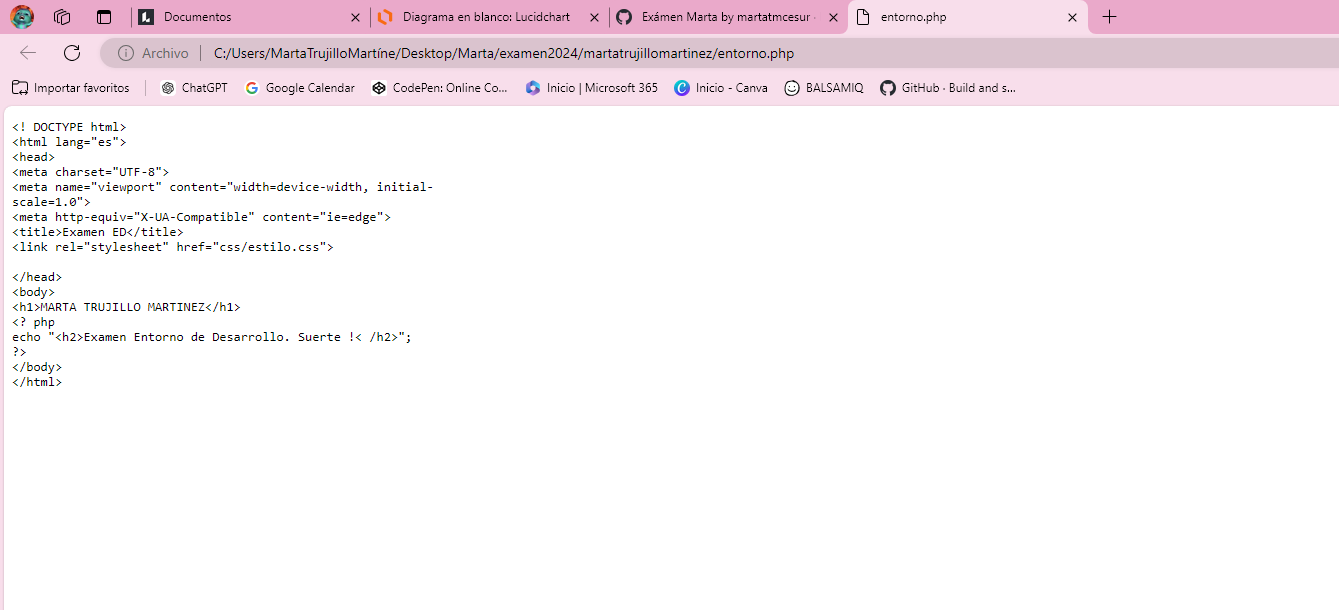 Documentos
Diagrama en blanco: Lucidchart
Exámen Marta by martatmcesur ·
entorno.php
Archivo
C:/Users/MartaTrujilloMartíne/Desktop/Marta/examen2024/martatrujillomartinez/entorno.php
Importar favoritos
ChatGPT
Google Calendar
CodePen: Online Co...
Inicio | Microsoft 365
Inicio - Canva
BALSAMIQ
GitHub · Build and s...
<! DOCTYPE html>
<html lang="es">
<head>
<meta charset="UTF-8">
<meta name="viewport" content="width=device-width, initial-
scale=1.0">
<meta http-equiv="X-UA-Compatible" content="ie=edge">
<title>Examen ED</title>
<link rel="stylesheet" href="css/estilo.css">
</head>
<body>
<h1>MARTA TRUJILLO MARTINEZ</h1>
<? php
echo "<h2>Examen Entorno de Desarrollo. Suerte !< /h2>";
?>
</body>
</html>